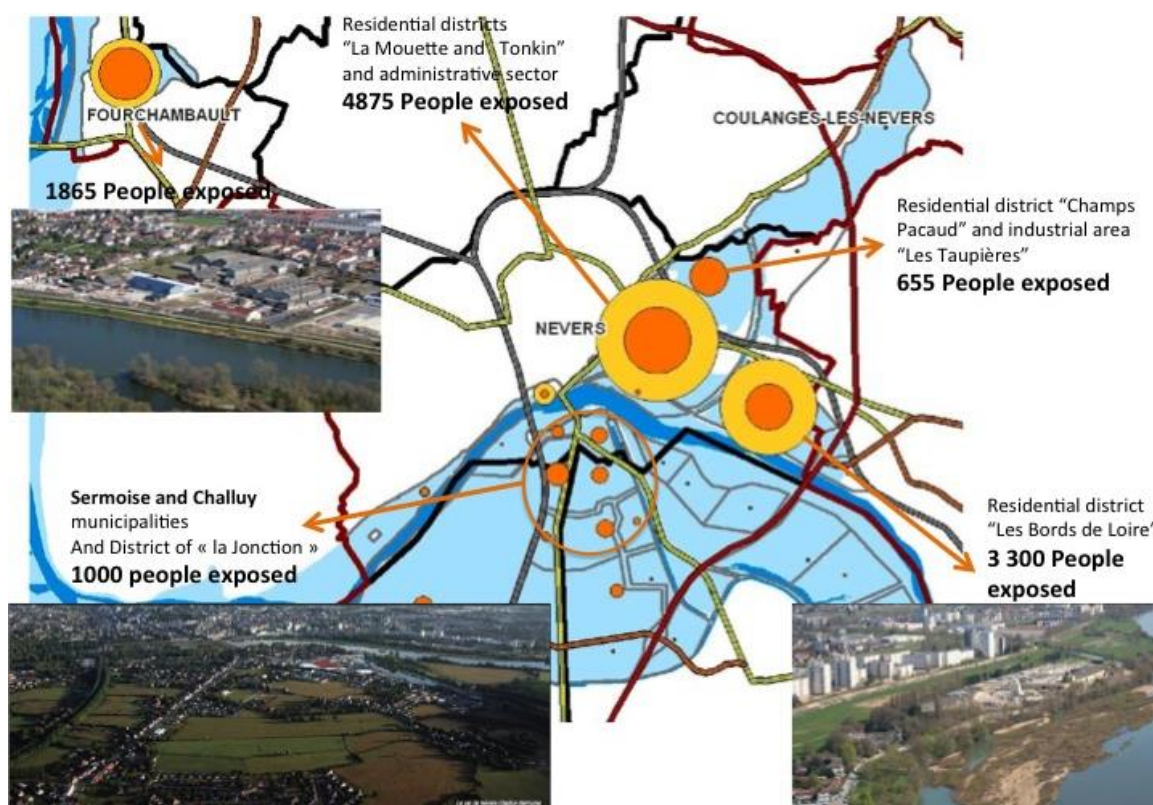 Residential districts
“La Mouette and Tonkin”
and administrative sector
4875 People exposed
FOURCHAMBAULT
COULANGES-LES-NEVERS
1865 People exposed
Residential district “Champs
Pacaud” and industrial area
“Les Taupières”
655 People exposed
NEVERS
Sermoise and Challuy
municipalities
And District of « la Jonction »
1000 people exposed
Residential district
“Les Bords de Loire”
3 300 People
exposed